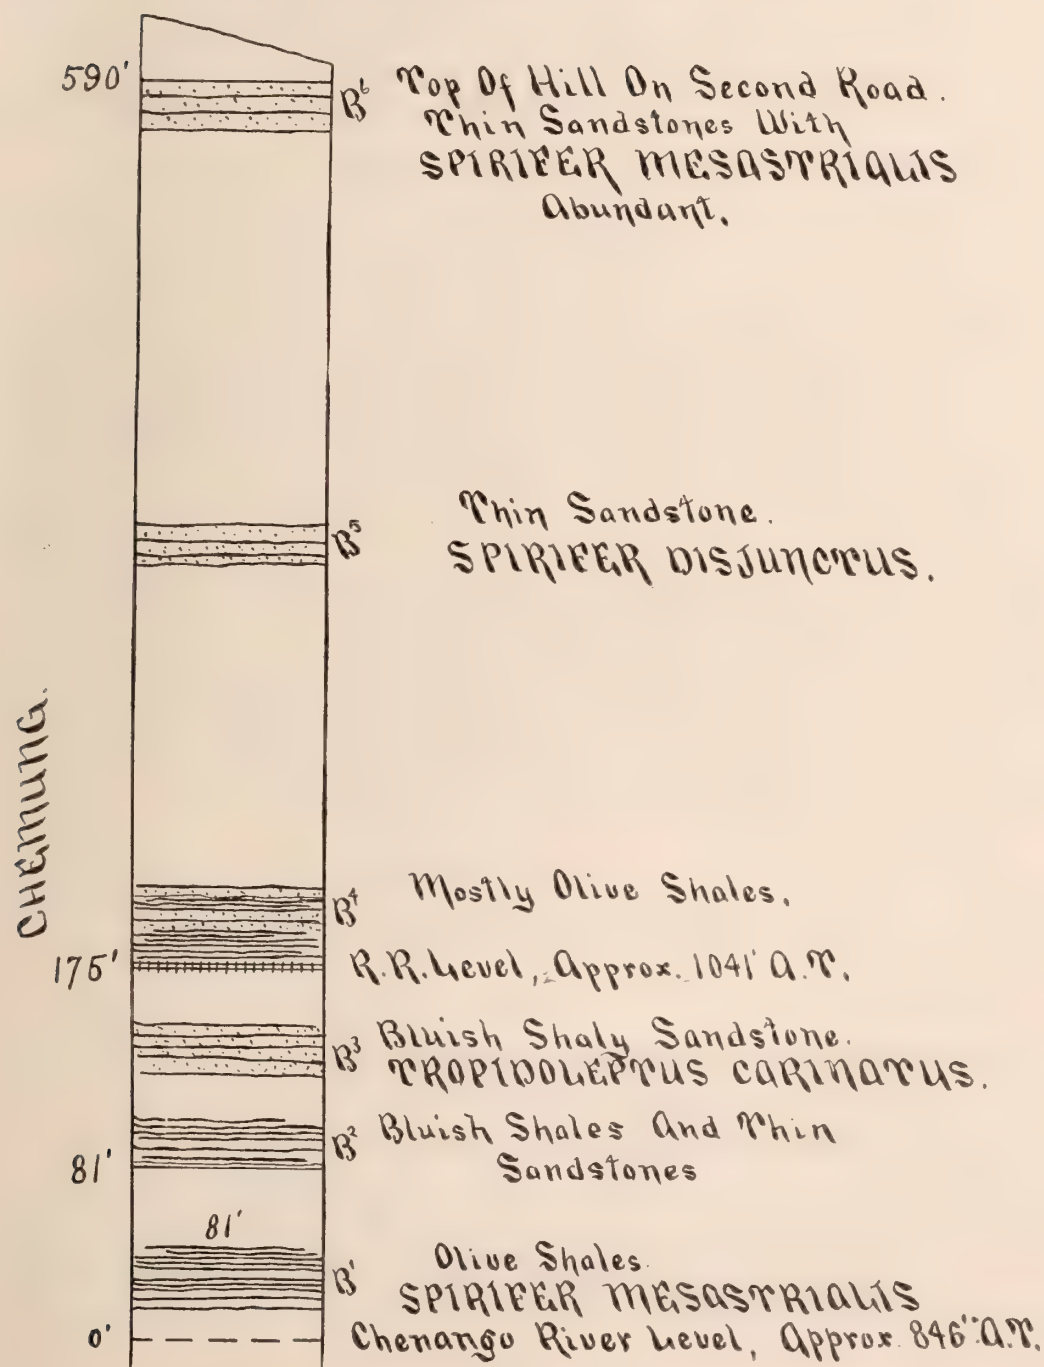 590'
B⁶ Top Of Hill On Second Road.
Thin Sandstones With
SPIRIFER MESASTRIALIS
Abundant.
B⁵ Thin Sandstone.
SPIRIFER DISJUNCTUS.
CHEMUNG.
B⁴ Mostly Olive Shales.
175' R.R. Level, Approx. 1041' A.T.
B³ Bluish Shaly Sandstone.
TROPIDOLEPTUS CARINATUS.
B² Bluish Shales And Thin
Sandstones
81'
81'
B¹ Olive Shales.
SPIRIFER MESASTRIALIS
0' Chenango River Level, Approx. 846' A.T.